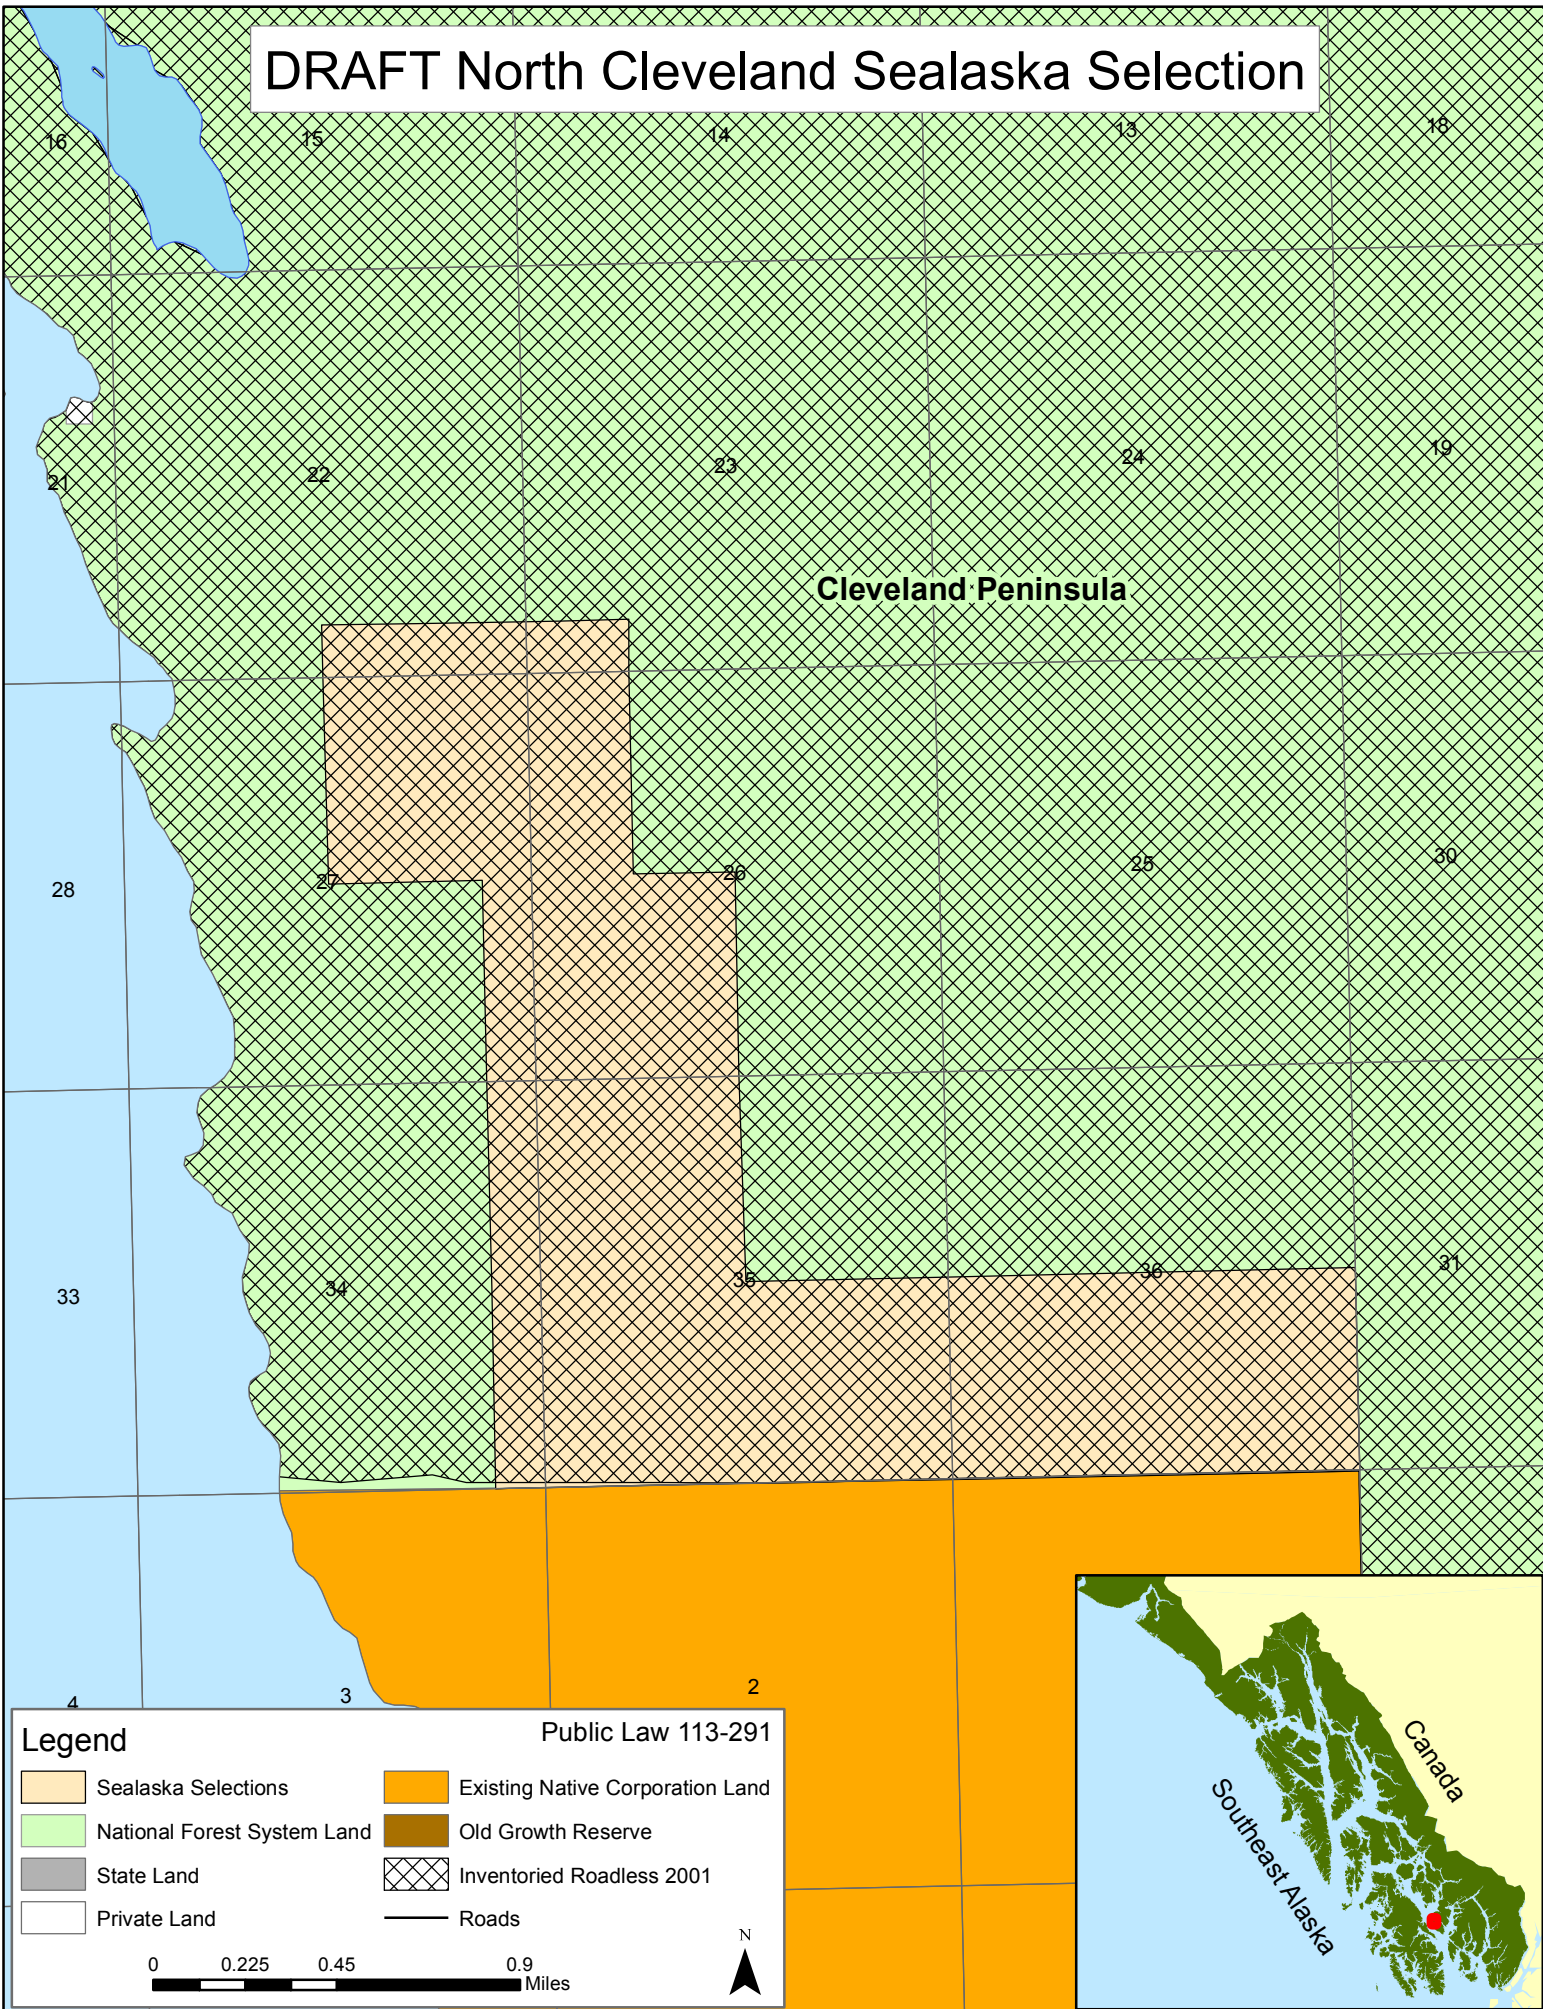 DRAFT North Cleveland Sealaska Selection
16
15
14
13
18
21
22
23
24
19
Cleveland Peninsula
28
27
26
25
30
33
34
35
36
31
4
3
2
Legend
Public Law 113-291
Sealaska Selections
Existing Native Corporation Land
National Forest System Land
Old Growth Reserve
State Land
Inventoried Roadless 2001
Private Land
Roads
0 0.225 0.45 0.9
Miles
N
Canada
Southeast Alaska